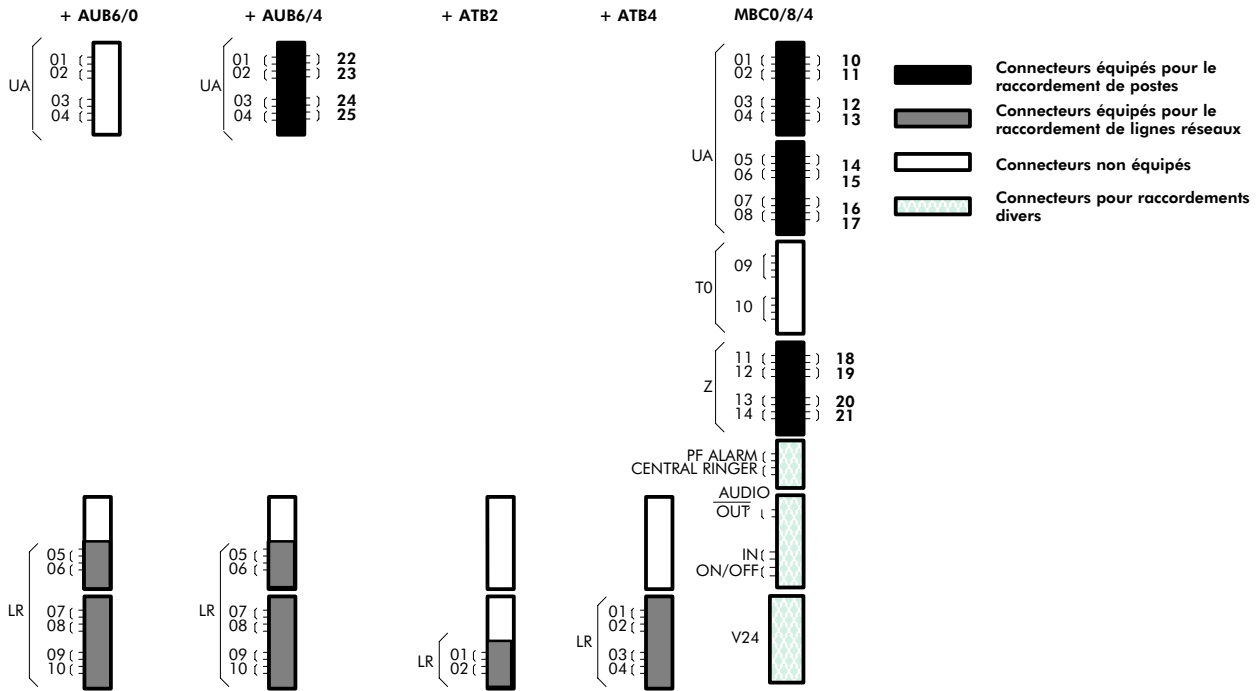 + AUB6/0
+ AUB6/4
+ ATB2
+ ATB4
MBC0/8/4
UA
01
02
03
04
UA
01
02
03
04
22
23
24
25
UA
01
02
03
04
05
06
07
08
10
11
12
13
14
15
16
17
T0
09
10
Z
11
12
13
14
18
19
20
21
PF ALARM
CENTRAL RINGER
AUDIO
OUT
IN
ON/OFF
V24
Connecteurs équipés pour le
raccordement de postes
Connecteurs équipés pour le
raccordement de lignes réseaux
Connecteurs non équipés
Connecteurs pour raccordements
divers
LR
05
06
07
08
09
10
LR
05
06
07
08
09
10
LR
01
02
LR
01
02
03
04